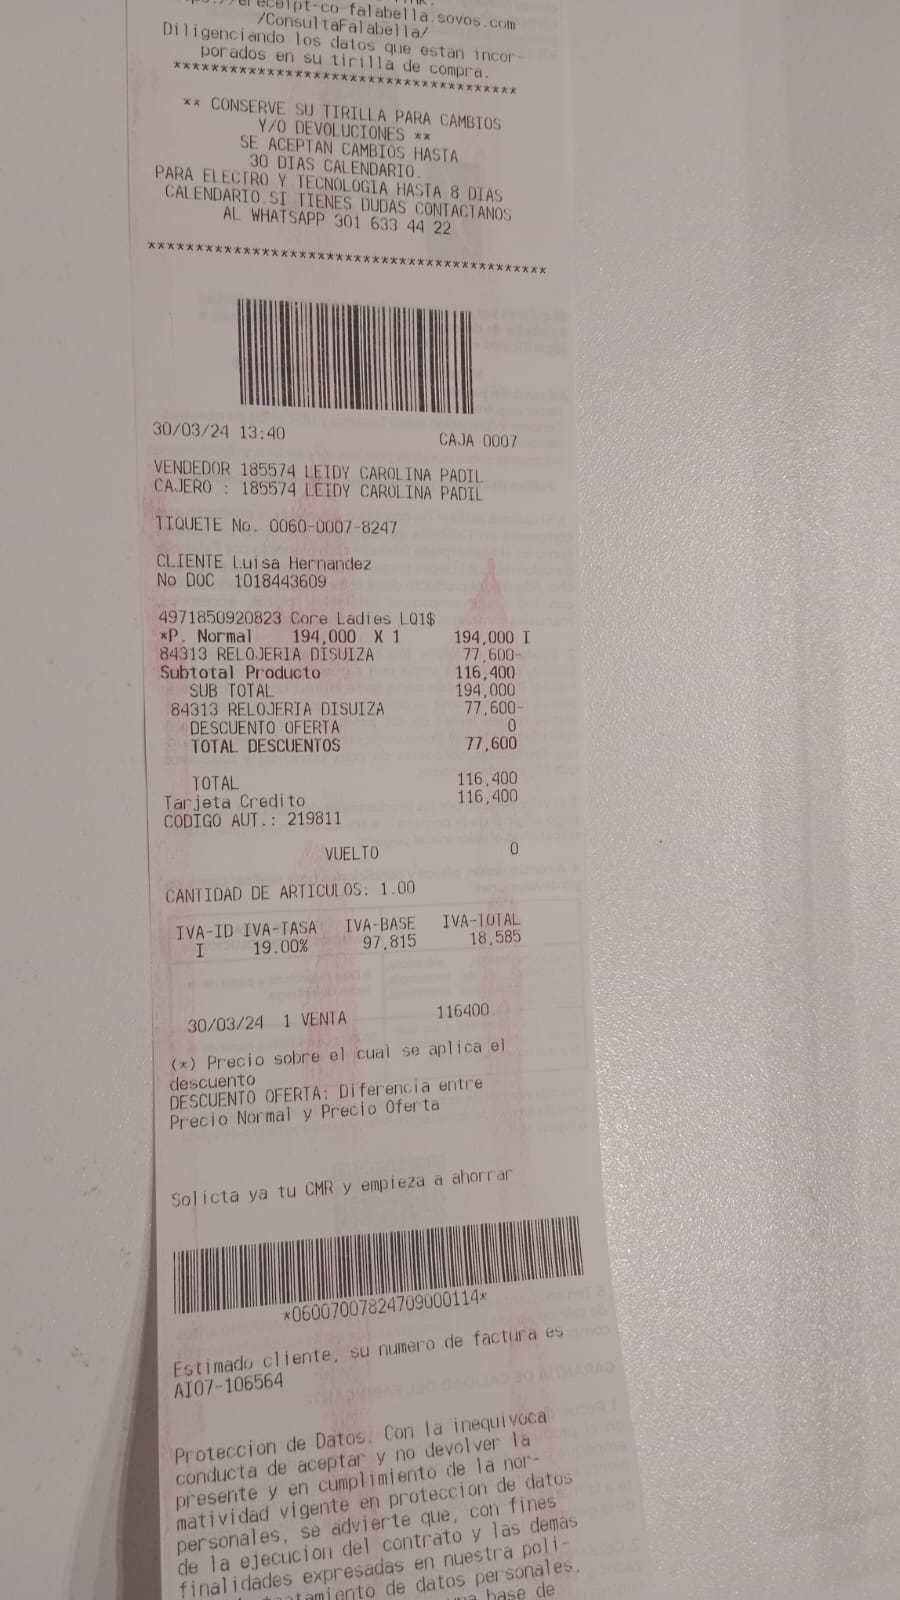 receipt-co-falabella.sovos.com
/ConsultaFalabella/
Diligenciando los datos que estan incor-
porados en su tirilla de compra.
*************************************
** CONSERVE SU TIRILLA PARA CAMBIOS
Y/O DEVOLUCIONES **
SE ACEPTAN CAMBIOS HASTA
30 DIAS CALENDARIO.
PARA ELECTRO Y TECNOLOGIA HASTA 8 DIAS
CALENDARIO.SI TIENES DUDAS CONTACTANOS
AL WHATSAPP 301 633 44 22
*******************************************
30/03/24 13:40 CAJA 0007
VENDEDOR 185574 LEIDY CAROLINA PADIL
CAJERO : 185574 LEIDY CAROLINA PADIL
TIQUETE No. 0060-0007-8247
CLIENTE Luisa Hernandez
No DOC 1018443609
4971850920823 Core Ladies LQ1$
*P. Normal 194,000 X 1 194,000 I
84313 RELOJERIA DISUIZA 77,600-
Subtotal Producto 116,400
SUB TOTAL 194,000
84313 RELOJERIA DISUIZA 77,600-
DESCUENTO OFERTA 0
TOTAL DESCUENTOS 77,600
TOTAL 116,400
Tarjeta Credito 116,400
CODIGO AUT.: 219811
VUELTO 0
CANTIDAD DE ARTICULOS: 1.00
IVA-ID IVA-TASA IVA-BASE IVA-TOTAL
I 19.00% 97,815 18,585
30/03/24 1 VENTA 116400
(*) Precio sobre el cual se aplica el
descuento
DESCUENTO OFERTA: Diferencia entre
Precio Normal y Precio Oferta
Solicta ya tu CMR y empieza a ahorrar
*06007007824709000114*
Estimado cliente, su numero de factura es
AI07-106564
Proteccion de Datos. Con la inequivoca
conducta de aceptar y no devolver la
presente y en cumplimiento de la nor-
matividad vigente en proteccion de datos
personales, se advierte que, con fines
de la ejecucion del contrato y las demas
finalidades expresadas en nuestra poli-
de datos personales,
base de